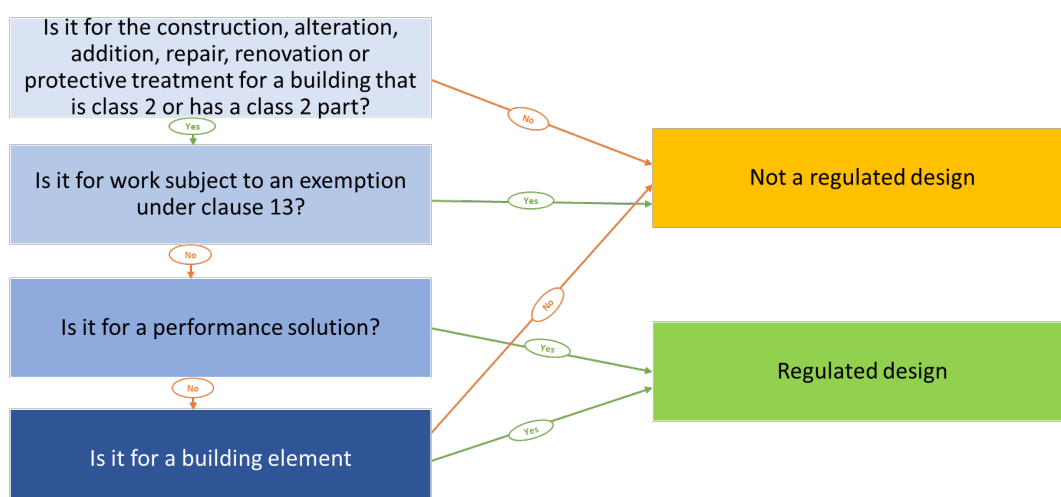 Is it for the construction, alteration,
addition, repair, renovation or
protective treatment for a building that
is class 2 or has a class 2 part?
No
Yes
Not a regulated design
Is it for work subject to an exemption
under clause 13?
Yes
No
No
Is it for a performance solution?
Yes
Regulated design
No
Yes
Is it for a building element